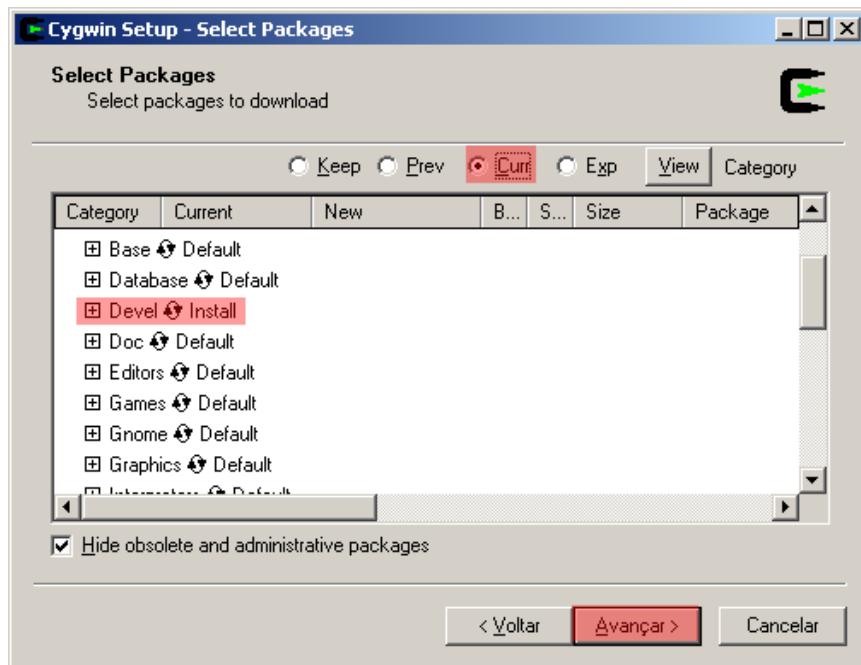 Cygwin Setup - Select Packages
Select Packages
Select packages to download
Keep Prev Curr Exp View Category
Category Current New B... S... Size Package
Base Default
Database Default
Devel Install
Doc Default
Editors Default
Games Default
Gnome Default
Graphics Default
Hide obsolete and administrative packages
< Voltar Avançar > Cancelar